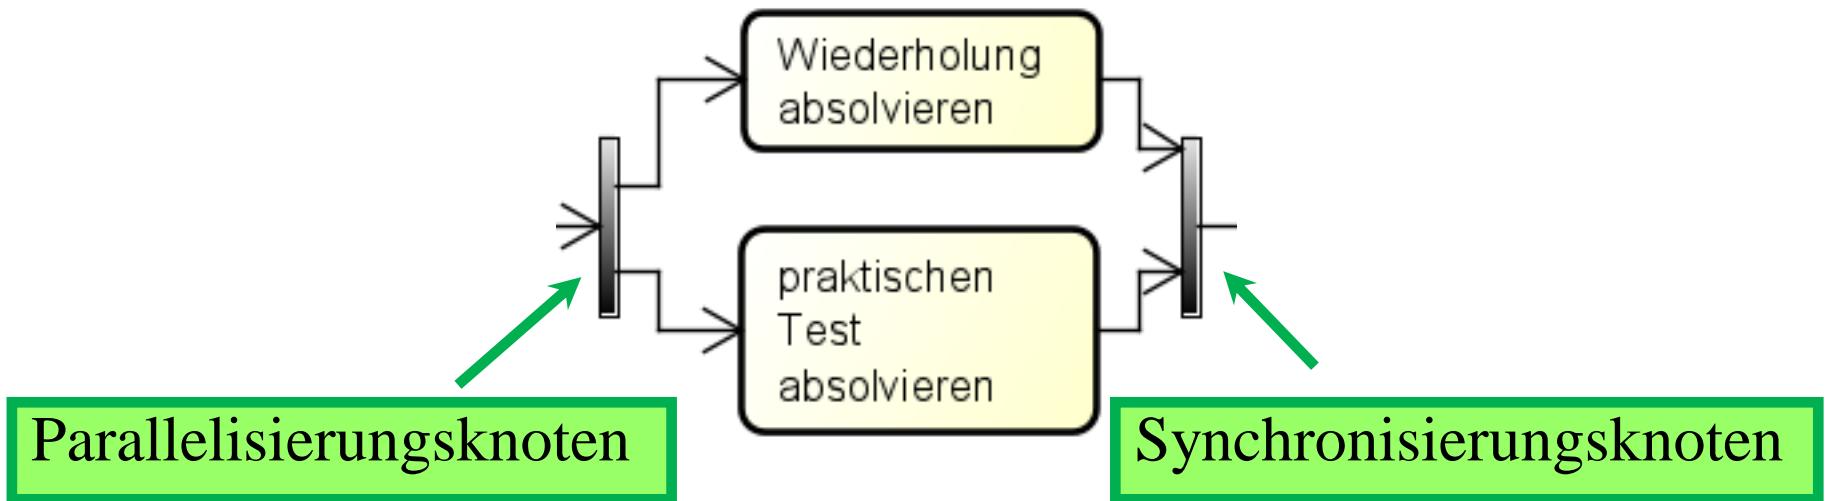 Wiederholung
absolvieren
praktischen
Test
absolvieren
Parallelisierungsknoten
Synchronisierungsknoten